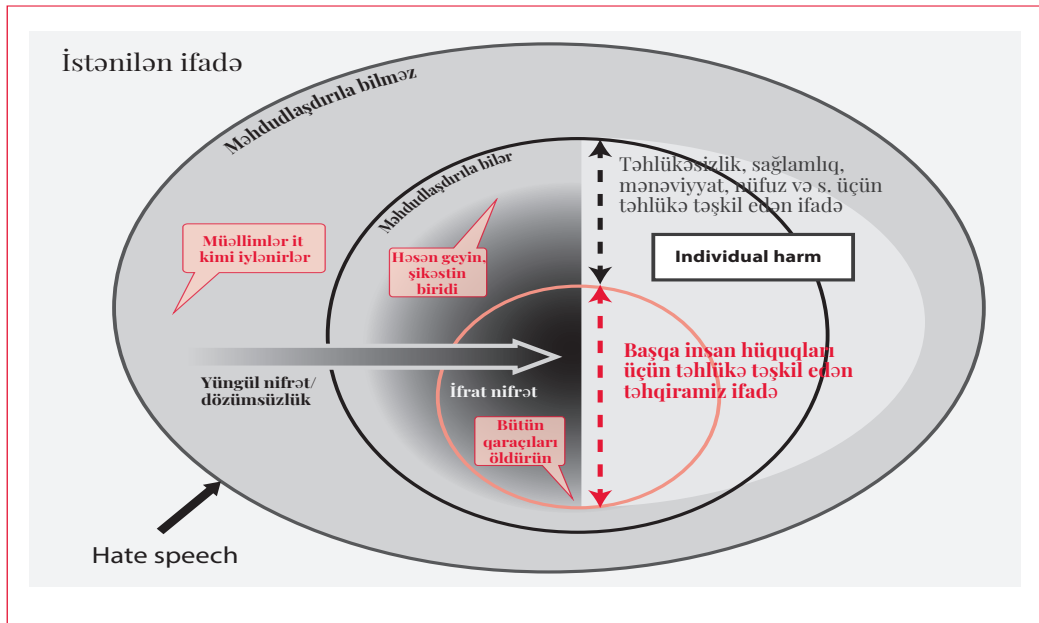 İstənilən ifadə
Məhdudlaşdırıla bilməz
Məhdudlaşdırıla bilər
Təhlükəsizlik, sağlamlıq,
mənəviyyat, nüfuz və s. üçün
təhlükə təşkil edən ifadə
Müəllimlər it
kimi iylənirlər
Həsən geyin,
şikəstin
biridi
Individual harm
Başqa insan hüquqları
üçün təhlükə təşkil edən
təhqiramiz ifadə
Yüngül nifrət/
dözümsüzlük
İfrat nifrət
Bütün
qaraçıları
öldürün
Hate speech